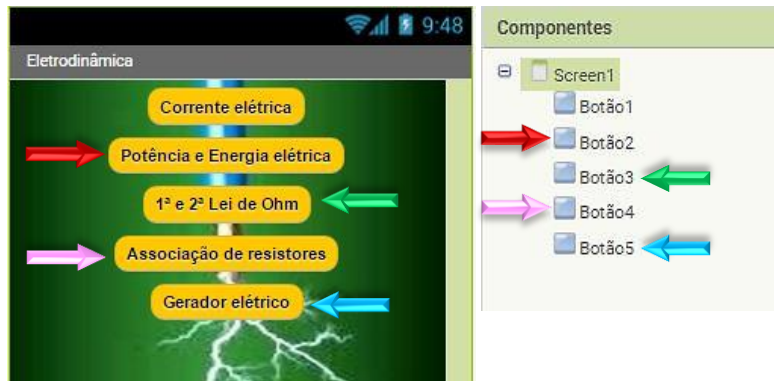 9:48
Eletrodinâmica
Corrente elétrica
Potência e Energia elétrica
1ª e 2ª Lei de Ohm
Associação de resistores
Gerador elétrico
Componentes
Screen1
Botão1
Botão2
Botão3
Botão4
Botão5